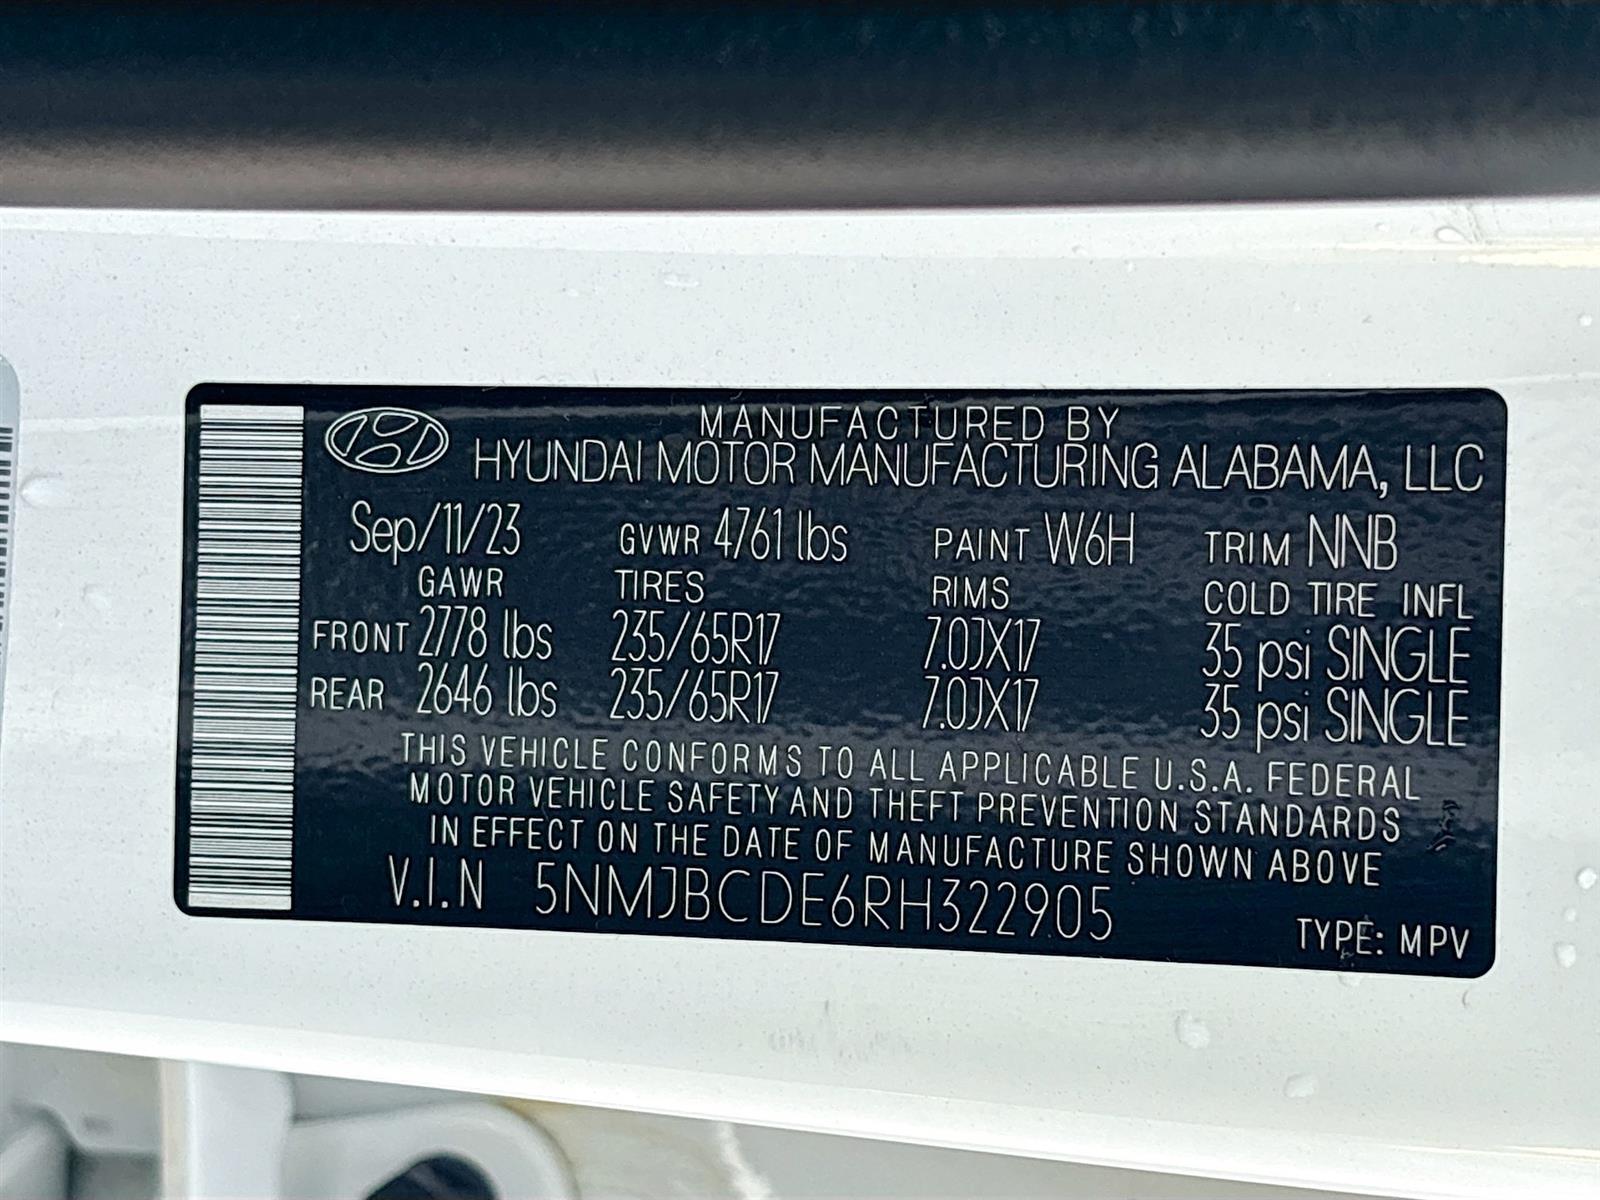 MANUFACTURED BY
HYUNDAI MOTOR MANUFACTURING ALABAMA, LLC
Sep/11/23 GVWR 4761 lbs PAINT W6H TRIM NNB
GAWR TIRES RIMS COLD TIRE INFL
FRONT 2778 lbs 235/65R17 7.0JX17 35 psi SINGLE
REAR 2646 lbs 235/65R17 7.0JX17 35 psi SINGLE
THIS VEHICLE CONFORMS TO ALL APPLICABLE U.S.A. FEDERAL
MOTOR VEHICLE SAFETY AND THEFT PREVENTION STANDARDS
IN EFFECT ON THE DATE OF MANUFACTURE SHOWN ABOVE
V.I.N 5NMJBCDE6RH322905
TYPE: MPV